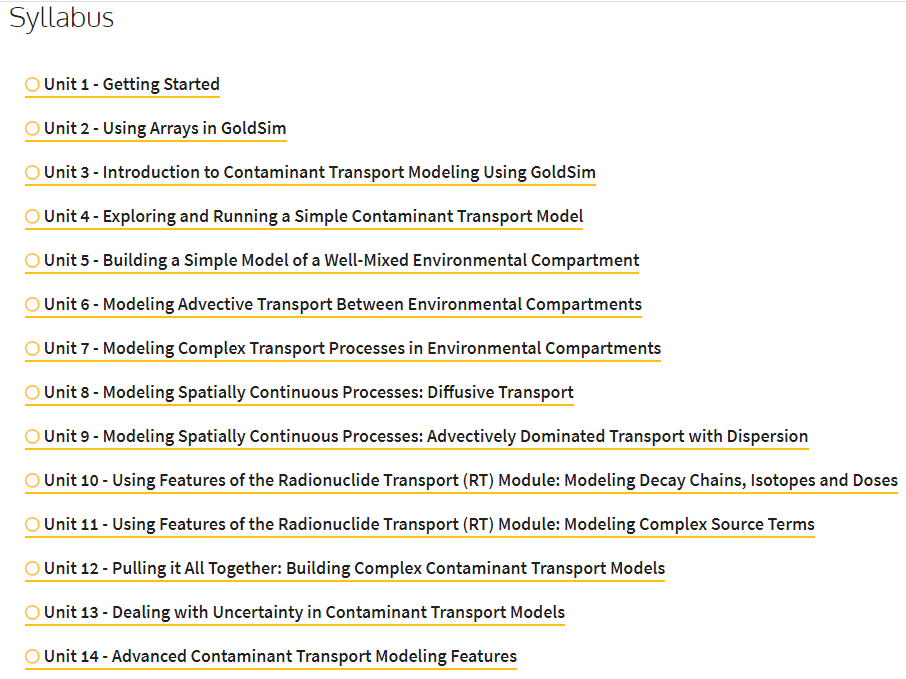 Syllabus
Unit 1 - Getting Started
Unit 2 - Using Arrays in GoldSim
Unit 3 - Introduction to Contaminant Transport Modeling Using GoldSim
Unit 4 - Exploring and Running a Simple Contaminant Transport Model
Unit 5 - Building a Simple Model of a Well-Mixed Environmental Compartment
Unit 6 - Modeling Advective Transport Between Environmental Compartments
Unit 7 - Modeling Complex Transport Processes in Environmental Compartments
Unit 8 - Modeling Spatially Continuous Processes: Diffusive Transport
Unit 9 - Modeling Spatially Continuous Processes: Advectively Dominated Transport with Dispersion
Unit 10 - Using Features of the Radionuclide Transport (RT) Module: Modeling Decay Chains, Isotopes and Doses
Unit 11 - Using Features of the Radionuclide Transport (RT) Module: Modeling Complex Source Terms
Unit 12 - Pulling it All Together: Building Complex Contaminant Transport Models
Unit 13 - Dealing with Uncertainty in Contaminant Transport Models
Unit 14 - Advanced Contaminant Transport Modeling Features